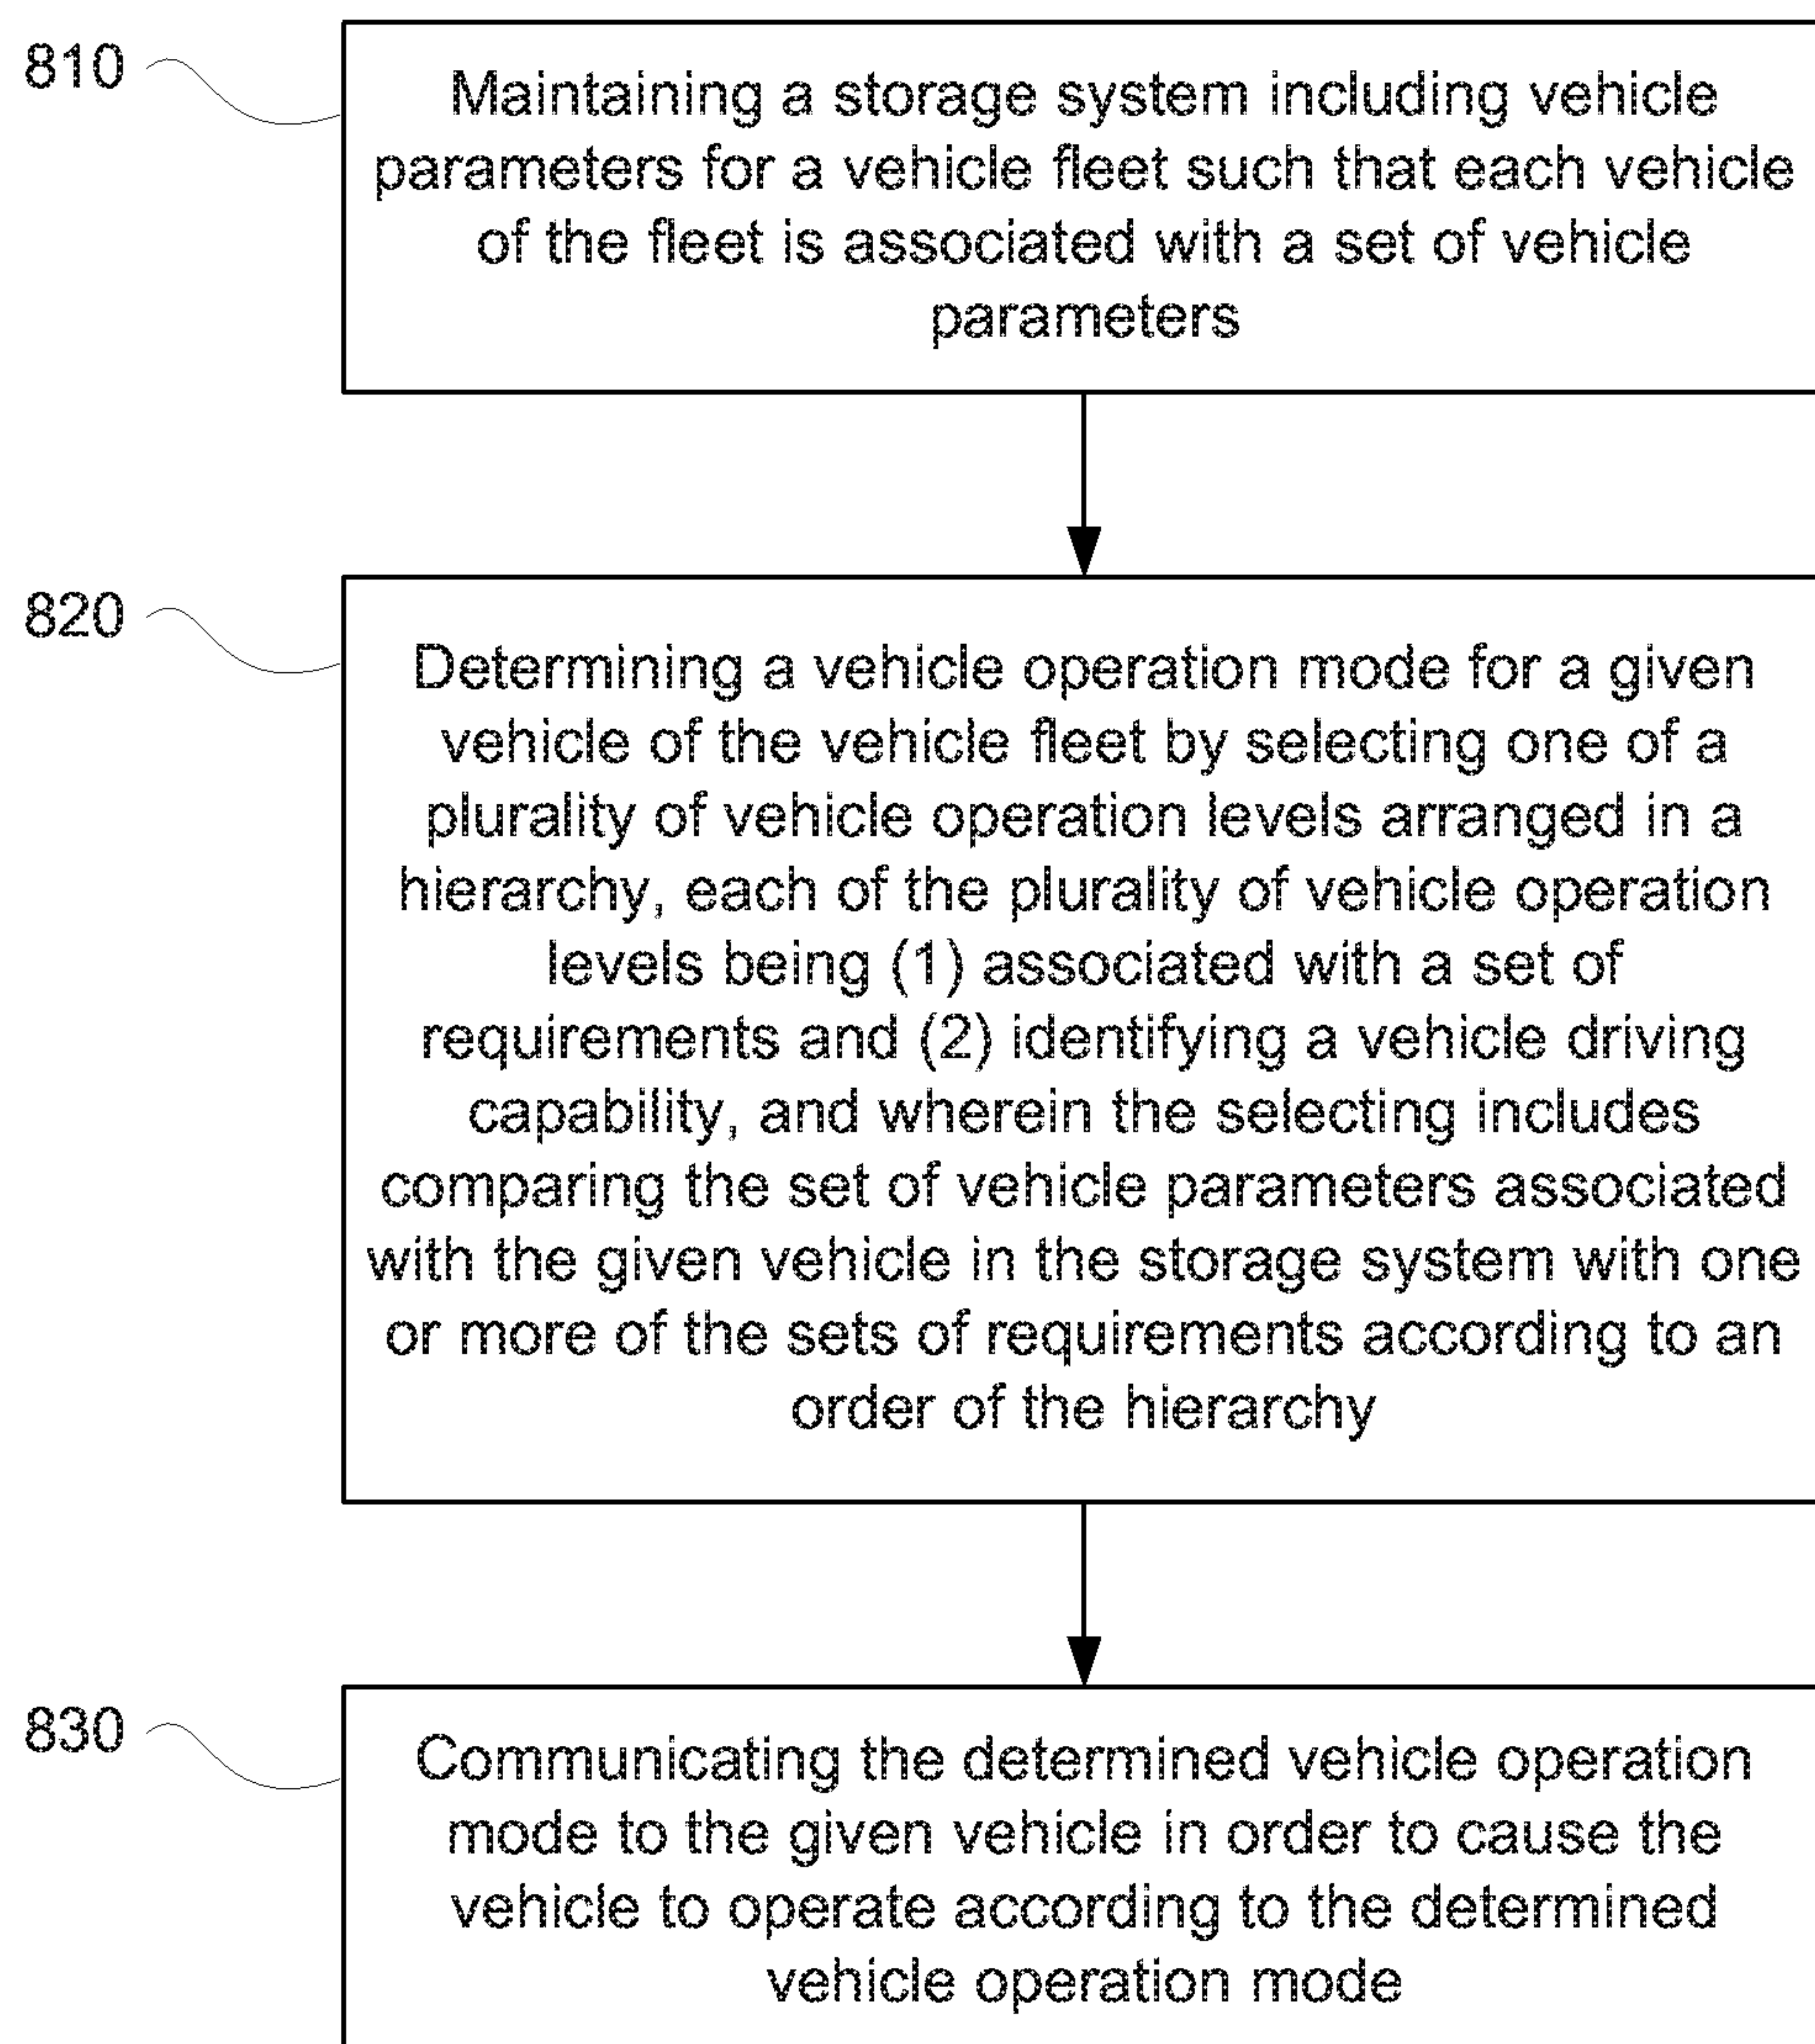 810
Maintaining a storage system including vehicle
parameters for a vehicle fleet such that each vehicle
of the fleet is associated with a set of vehicle
parameters
820
Determining a vehicle operation mode for a given
vehicle of the vehicle fleet by selecting one of a
plurality of vehicle operation levels arranged in a
hierarchy, each of the plurality of vehicle operation
levels being (1) associated with a set of
requirements and (2) identifying a vehicle driving
capability, and wherein the selecting includes
comparing the set of vehicle parameters associated
with the given vehicle in the storage system with one
or more of the sets of requirements according to an
order of the hierarchy
830
Communicating the determined vehicle operation
mode to the given vehicle in order to cause the
vehicle to operate according to the determined
vehicle operation mode